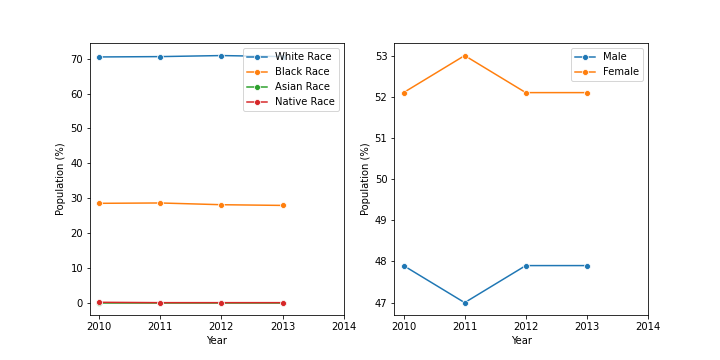 70
60
50
40
30
20
10
0
Population (%)
2010 2011 2012 2013 2014
Year
White Race
Black Race
Asian Race
Native Race
53
52
51
50
49
48
47
Population (%)
2010 2011 2012 2013 2014
Year
Male
Female